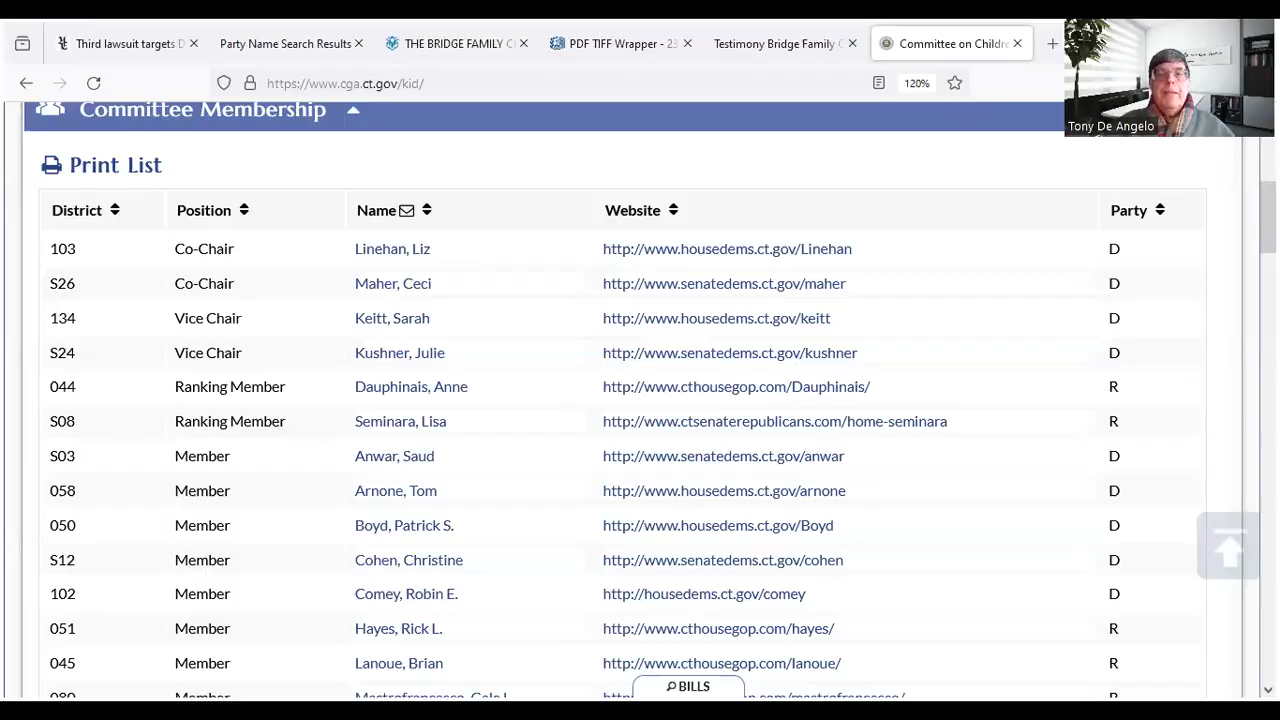 Third lawsuit targets D
Party Name Search Results
THE BRIDGE FAMILY C
PDF TIFF Wrapper - 23
Testimony Bridge Family C
Committee on Childre
https://www.cga.ct.gov/kid/
120%
Tony De Angelo
Committee Membership
Print List
District Position Name Website Party
103 Co-Chair Linehan, Liz http://www.housedems.ct.gov/Linehan D
S26 Co-Chair Maher, Ceci http://www.senatedems.ct.gov/maher D
134 Vice Chair Keitt, Sarah http://www.housedems.ct.gov/keitt D
S24 Vice Chair Kushner, Julie http://www.senatedems.ct.gov/kushner D
044 Ranking Member Dauphinais, Anne http://www.cthousegop.com/Dauphinais/ R
S08 Ranking Member Seminara, Lisa http://www.ctsenaterepublicans.com/home-seminara R
S03 Member Anwar, Saud http://www.senatedems.ct.gov/anwar D
058 Member Arnone, Tom http://www.housedems.ct.gov/arnone D
050 Member Boyd, Patrick S. http://www.housedems.ct.gov/Boyd D
S12 Member Cohen, Christine http://www.senatedems.ct.gov/cohen D
102 Member Comey, Robin E. http://housedems.ct.gov/comey D
051 Member Hayes, Rick L. http://www.cthousegop.com/hayes/ R
045 Member Lanoue, Brian http://www.cthousegop.com/lanoue/ R
Member
BILLS